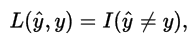 L(ŷ, y) = I(ŷ ≠ y),